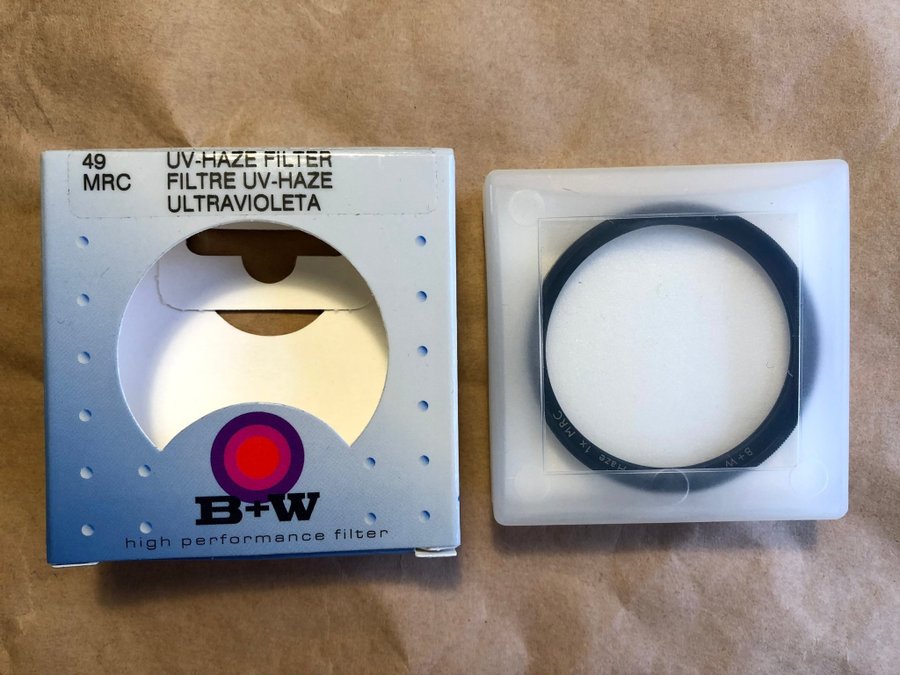 49 UV-HAZE FILTER
MRC FILTRE UV-HAZE
ULTRAVIOLETA
B+W
high performance filter
B+W
Haze 1x MRC